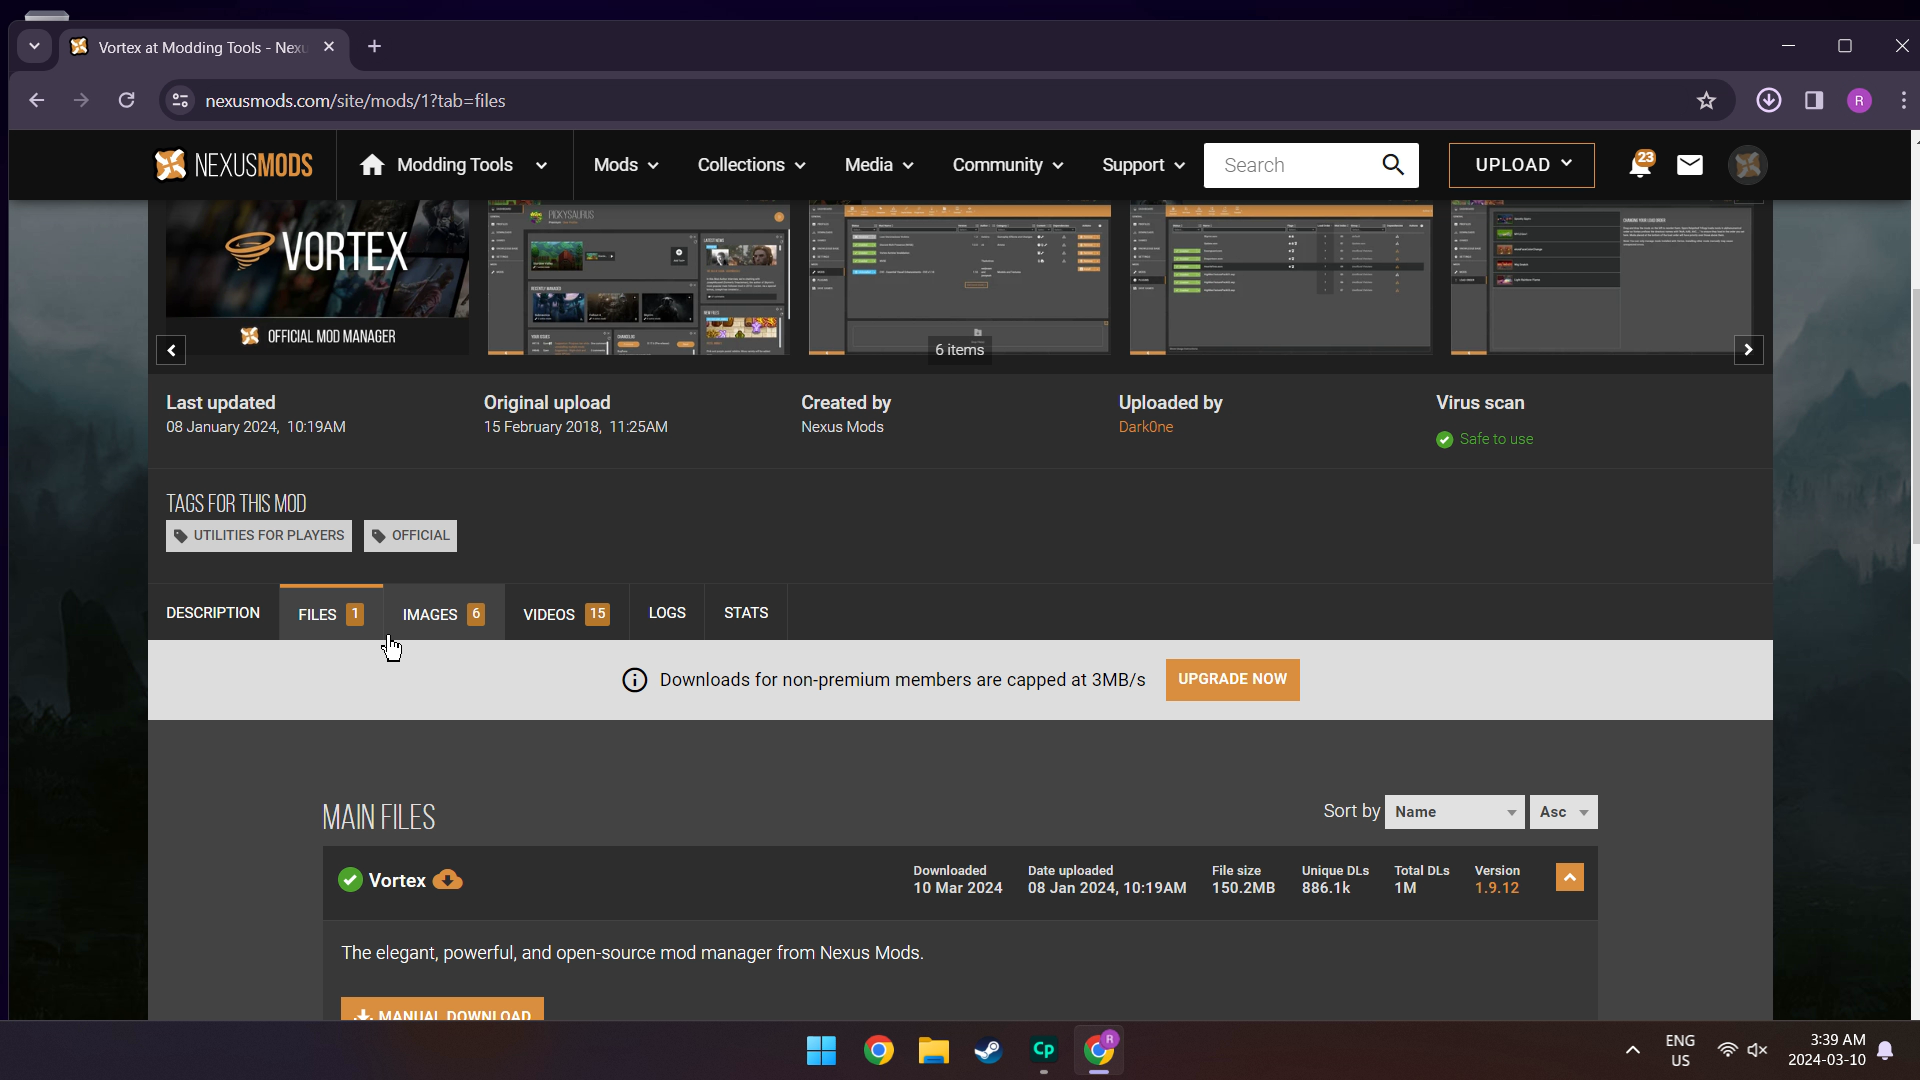 Vortex at Modding Tools - Nexu
nexusmods.com/site/mods/1?tab=files
R
NEXUSMODS
Modding Tools
Mods
Collections
Media
Community
Support
Search
UPLOAD
23
VORTEX
OFFICIAL MOD MANAGER
PICKYSAURUS
6 items
Last updated
08 January 2024, 10:19AM
Original upload
15 February 2018, 11:25AM
Created by
Nexus Mods
Uploaded by
Dark0ne
Virus scan
Safe to use
TAGS FOR THIS MOD
UTILITIES FOR PLAYERS
OFFICIAL
DESCRIPTION
FILES 1
IMAGES 6
VIDEOS 15
LOGS
STATS
Downloads for non-premium members are capped at 3MB/s
UPGRADE NOW
MAIN FILES
Sort by
Name
Asc
Vortex
Downloaded
10 Mar 2024
Date uploaded
08 Jan 2024, 10:19AM
File size
150.2MB
Unique DLs
886.1k
Total DLs
1M
Version
1.9.12
The elegant, powerful, and open-source mod manager from Nexus Mods.
MANUAL DOWNLOAD
Cp
R
ENG
US
3:39 AM
2024-03-10